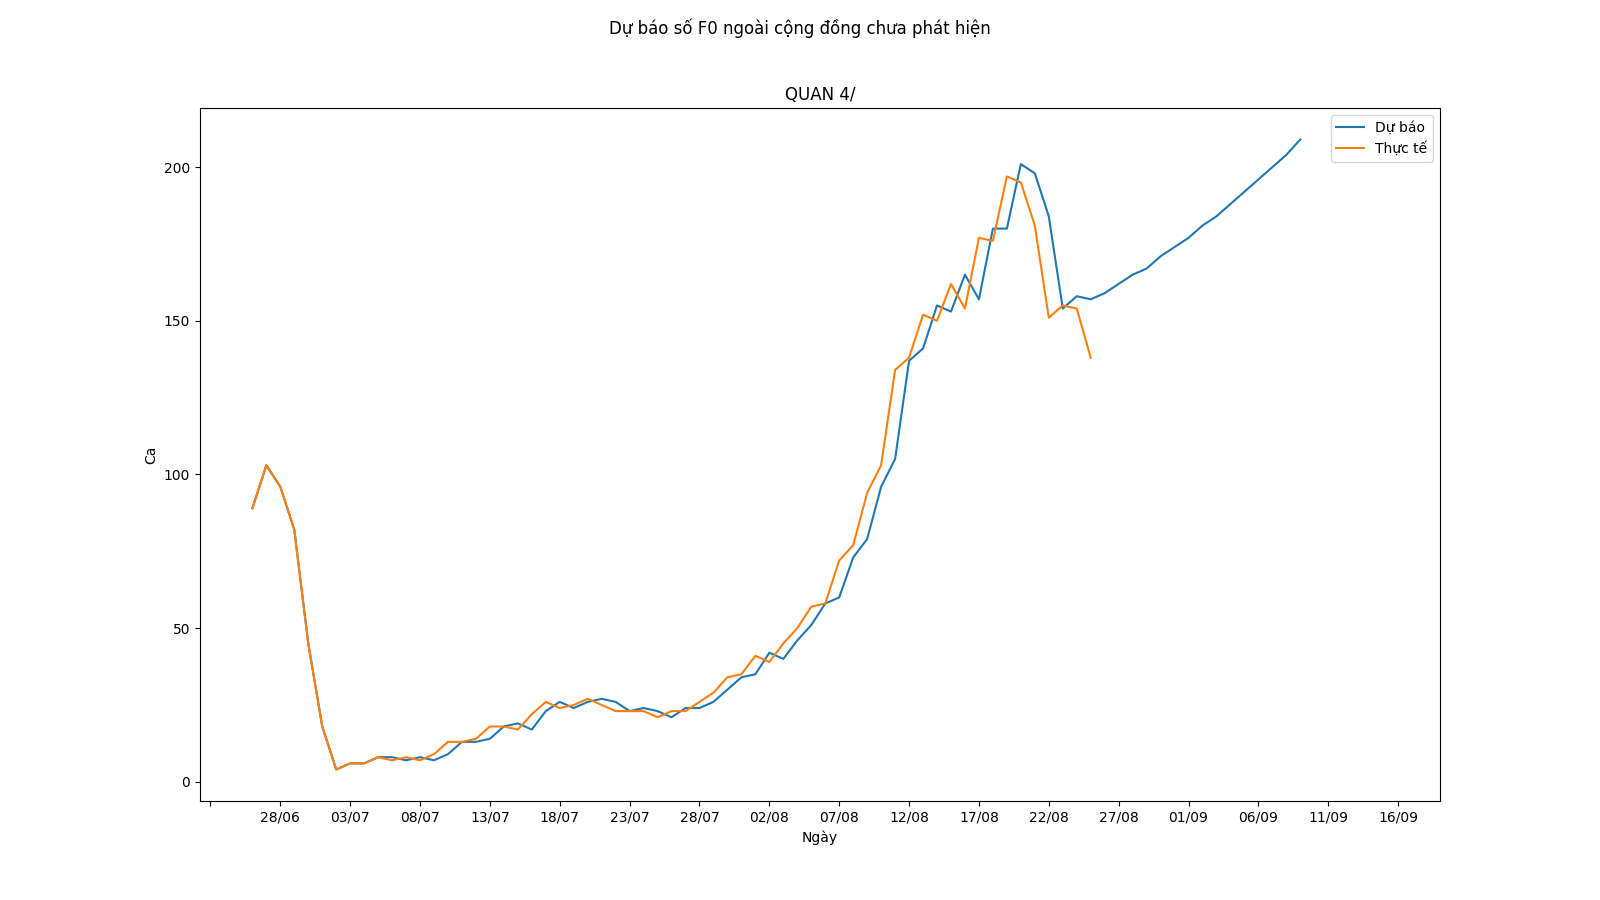 Dự báo số F0 ngoài cộng đồng chưa phát hiện
QUAN 4/
Dự báo
Thực tế
200
150
100
50
0
Ca
28/06 03/07 08/07 13/07 18/07 23/07 28/07 02/08 07/08 12/08 17/08 22/08 27/08 01/09 06/09 11/09 16/09
Ngày